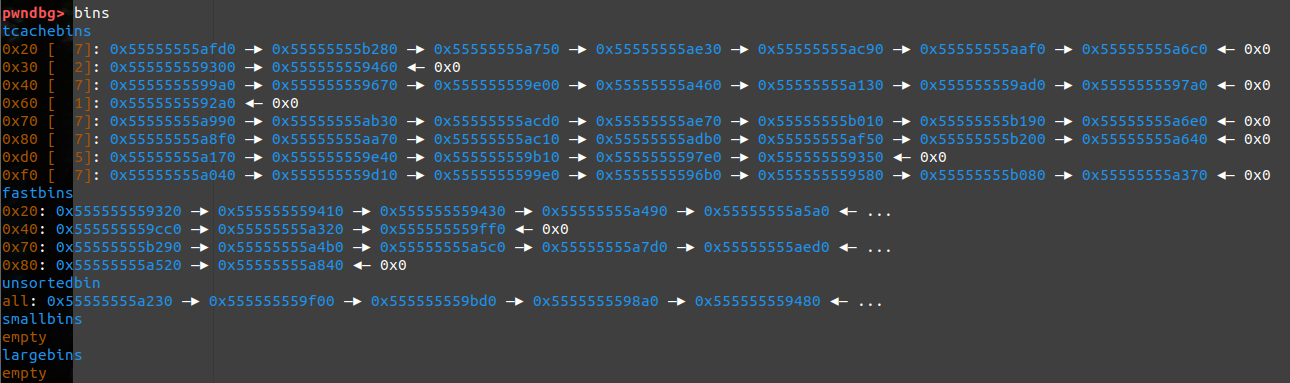 pwndbg> bins
tcachebins
0x20 [  7]: 0x55555555afd0 —▸ 0x55555555b280 —▸ 0x55555555a750 —▸ 0x55555555ae30 —▸ 0x55555555ac90 —▸ 0x55555555aaf0 —▸ 0x55555555a6c0 ◂— 0x0
0x30 [  2]: 0x555555559300 —▸ 0x555555559460 ◂— 0x0
0x40 [  7]: 0x5555555599a0 —▸ 0x555555559670 —▸ 0x555555559e00 —▸ 0x55555555a460 —▸ 0x55555555a130 —▸ 0x555555559ad0 —▸ 0x5555555597a0 ◂— 0x0
0x60 [  1]: 0x5555555592a0 ◂— 0x0
0x70 [  7]: 0x55555555a990 —▸ 0x55555555ab30 —▸ 0x55555555acd0 —▸ 0x55555555ae70 —▸ 0x55555555b010 —▸ 0x55555555b190 —▸ 0x55555555a6e0 ◂— 0x0
0x80 [  7]: 0x55555555a8f0 —▸ 0x55555555aa70 —▸ 0x55555555ac10 —▸ 0x55555555adb0 —▸ 0x55555555af50 —▸ 0x55555555b200 —▸ 0x55555555a640 ◂— 0x0
0xd0 [  5]: 0x55555555a170 —▸ 0x555555559e40 —▸ 0x555555559b10 —▸ 0x5555555597e0 —▸ 0x555555559350 ◂— 0x0
0xf0 [  7]: 0x55555555a040 —▸ 0x555555559d10 —▸ 0x5555555599e0 —▸ 0x5555555596b0 —▸ 0x555555559580 —▸ 0x55555555b080 —▸ 0x55555555a370 ◂— 0x0
fastbins
0x20: 0x555555559320 —▸ 0x555555559410 —▸ 0x555555559430 —▸ 0x55555555a490 —▸ 0x55555555a5a0 ◂— ...
0x40: 0x555555559cc0 —▸ 0x55555555a320 —▸ 0x555555559ff0 ◂— 0x0
0x70: 0x55555555b290 —▸ 0x55555555a4b0 —▸ 0x55555555a5c0 —▸ 0x55555555a7d0 —▸ 0x55555555aed0 ◂— ...
0x80: 0x55555555a520 —▸ 0x55555555a840 ◂— 0x0
unsortedbin
all: 0x55555555a230 —▸ 0x555555559f00 —▸ 0x555555559bd0 —▸ 0x5555555598a0 —▸ 0x555555559480 ◂— ...
smallbins
empty
largebins
empty